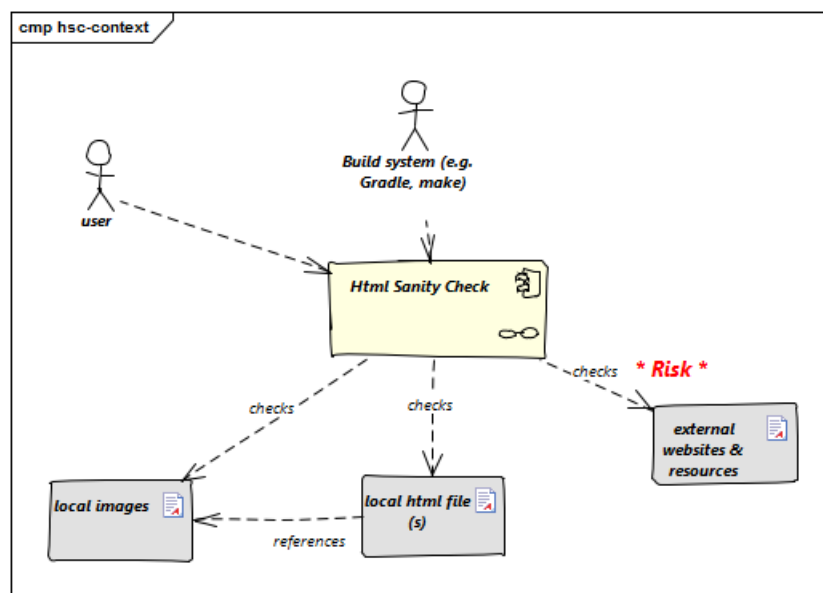 cmp hsc-context
Build system (e.g.
Gradle, make)
user
Html Sanity Check
checks
* Risk *
checks
checks
external
websites &
resources
local images
local html file
(s)
references